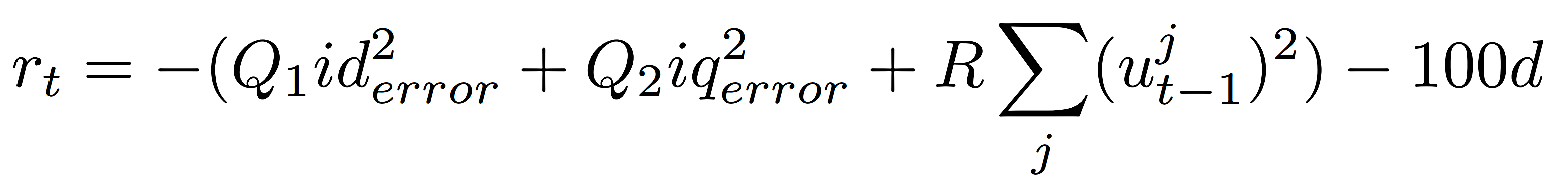 r_t = -(Q_1 id_{error}^2 + Q_2 iq_{error}^2 + R \sum_j (u_{t-1}^j)^2) - 100d